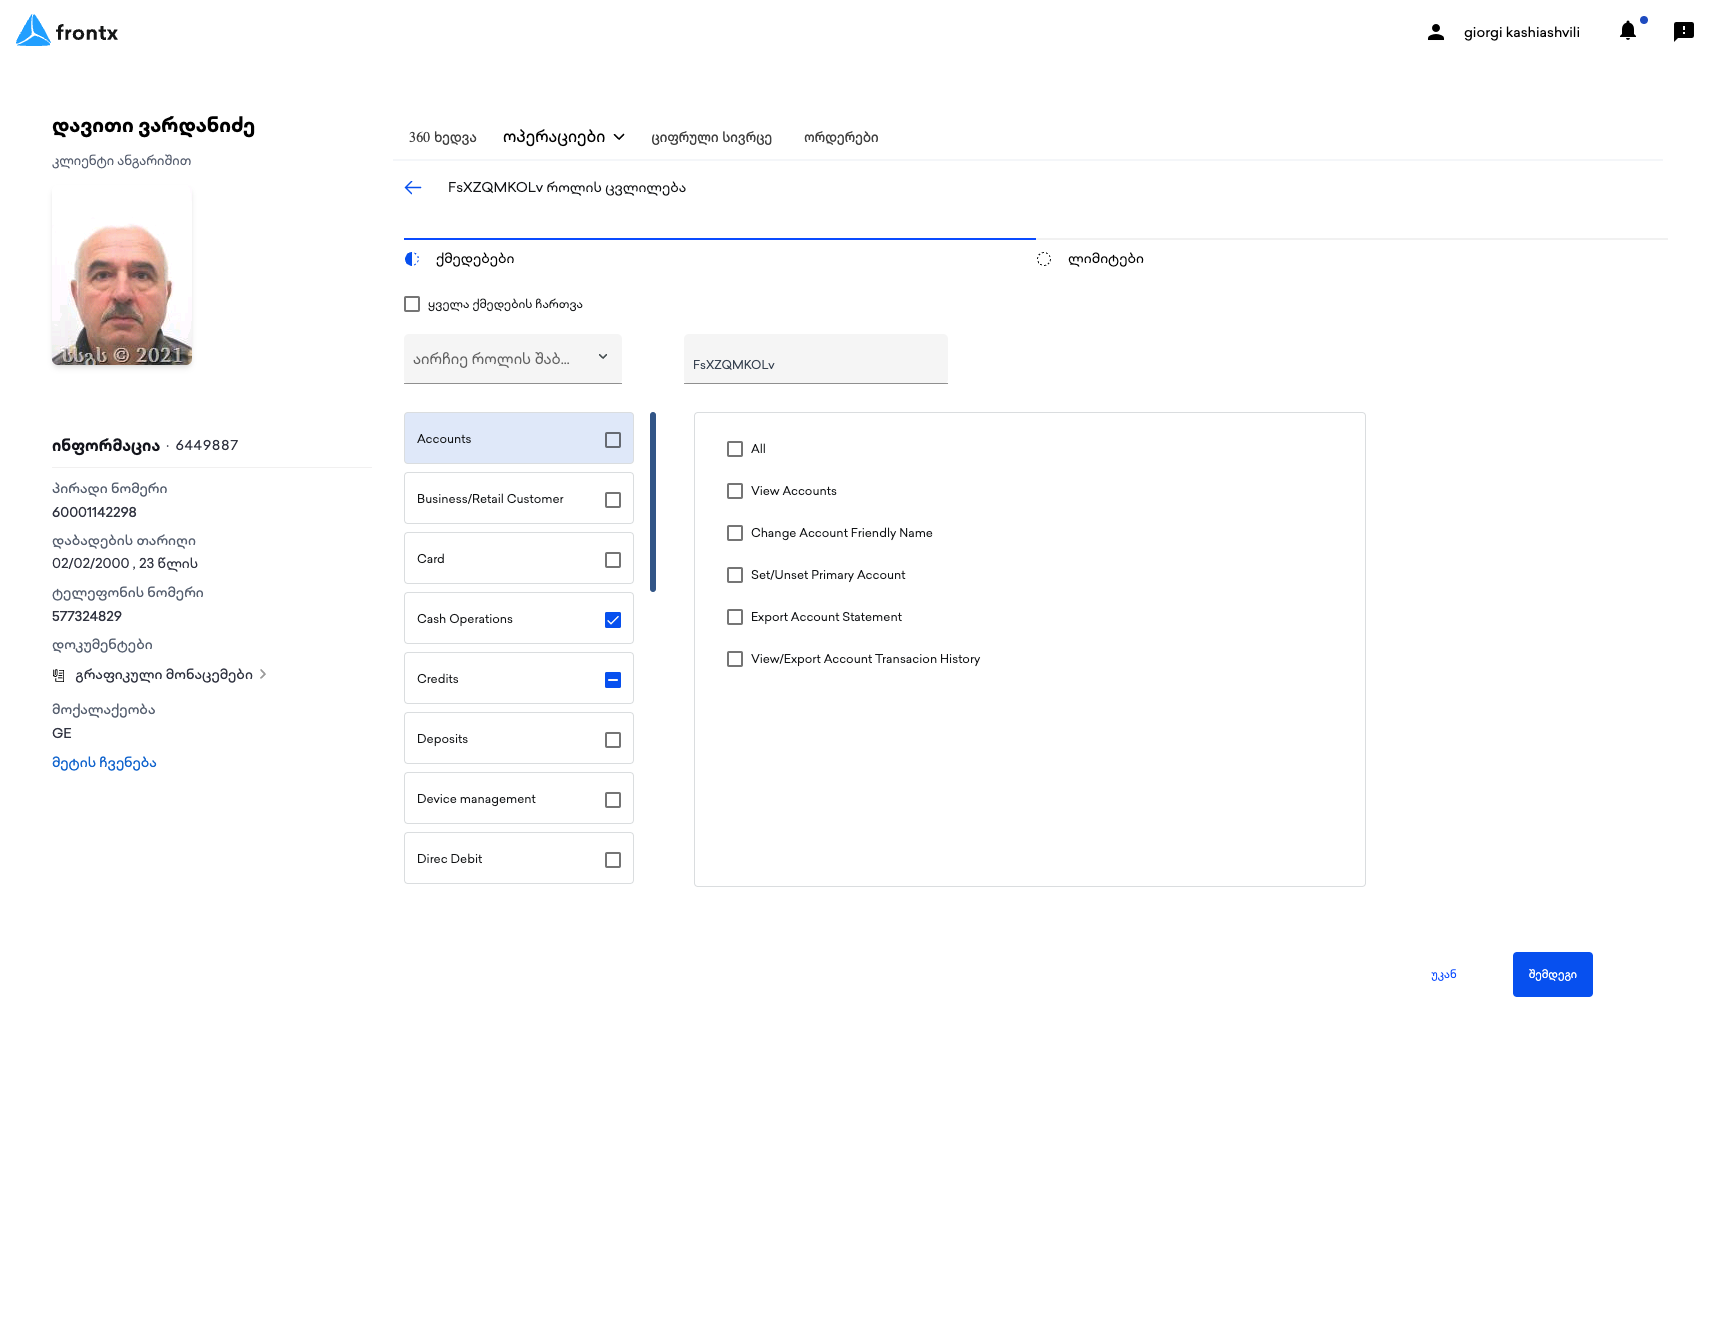 frontx
giorgi kashiashvili
დავითი ვარდანიძე
კლიენტი ანგარიშით
სსგს © 2021
ინფორმაცია · 6449887
პირადი ნომერი
60001142298
დაბადების თარიღი
02/02/2000 , 23 წლის
ტელეფონის ნომერი
577324829
დოკუმენტები
გრაფიკული მონაცემები
მოქალაქეობა
GE
მეტის ჩვენება
360 ხედვა ოპერაციები ციფრული სივრცე ორდერები
FsXZQMKOLv როლის ცვლილება
ქმედებები
ლიმიტები
ყველა ქმედების ჩართვა
აირჩიე როლის შაბ...
FsXZQMKOLv
Accounts
Business/Retail Customer
Card
Cash Operations
Credits
Deposits
Device management
Direc Debit
All
View Accounts
Change Account Friendly Name
Set/Unset Primary Account
Export Account Statement
View/Export Account Transacion History
უკან
შემდეგი